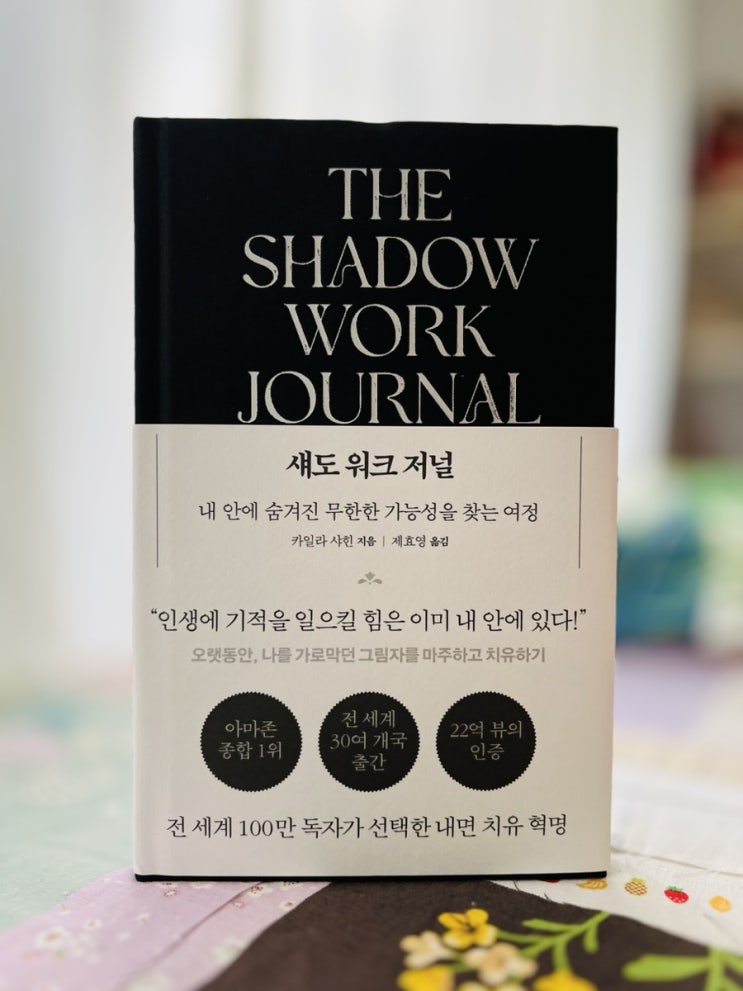 THE
SHADOW
WORK
JOURNAL
섀도 워크 저널
내 안에 숨겨진 무한한 가능성을 찾는 여정
카일라 샤힌 지음 | 제효영 옮김
“인생에 기적을 일으킬 힘은 이미 내 안에 있다!”
오랫동안, 나를 가로막던 그림자를 마주하고 치유하기
아마존
종합 1위
전 세계
30여 개국
출간
22억 뷰의
인증
전 세계 100만 독자가 선택한 내면 치유 혁명